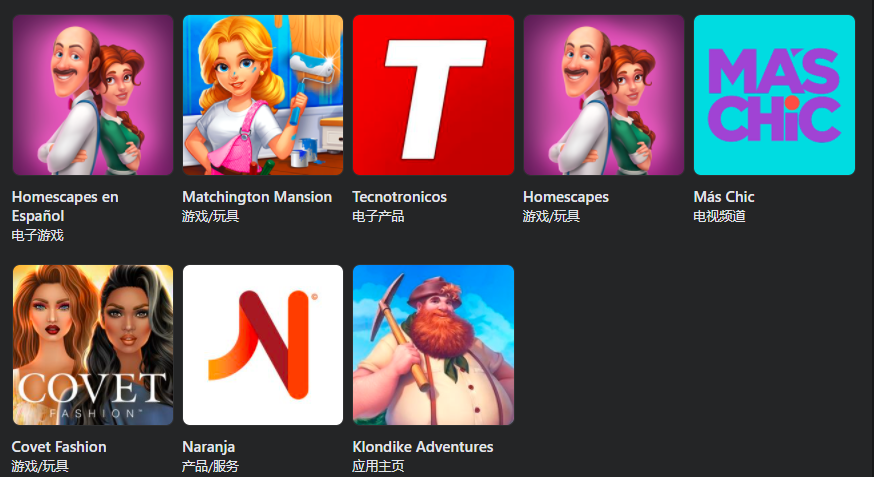 T
MÁS
CHIC
Homescapes en
Español
电子游戏
Matchington Mansion
游戏/玩具
Tecnotronicos
电子产品
Homescapes
游戏/玩具
Más Chic
电视频道
COVET
FASHION™
N
©
Covet Fashion
游戏/玩具
Naranja
产品/服务
Klondike Adventures
应用主页